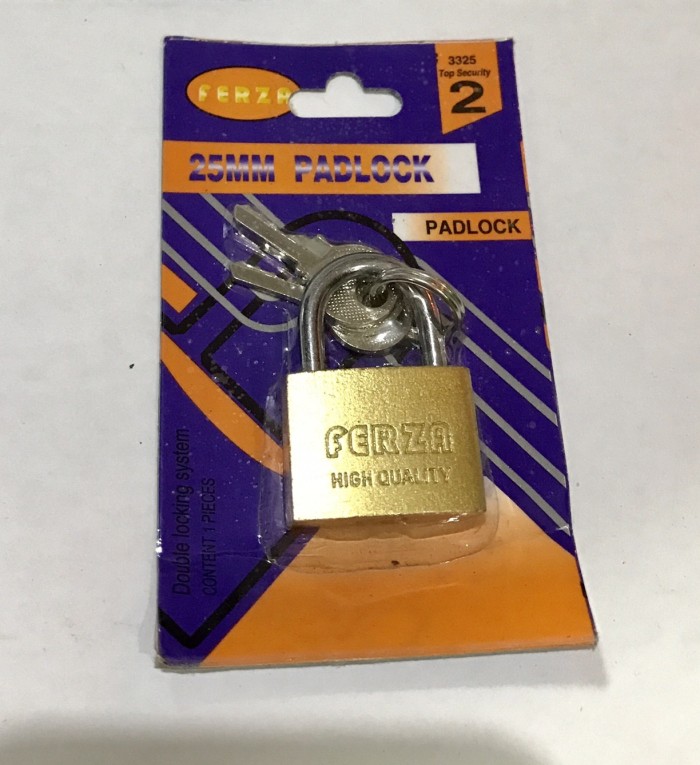 FERZA
3325
Top Security
2
25MM PADLOCK
PADLOCK
FERZA
HIGH QUALITY
Double locking system
CONTENT 1 PIECES